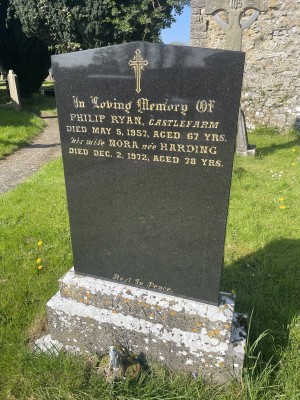 In Loving Memory Of
PHILIP RYAN, CASTLEFARM
DIED MAY 5, 1957, AGED 67 YRS.
his wife NORA née HARDING
DIED DEC. 2, 1972, AGED 78 YRS.
Rest In Peace.